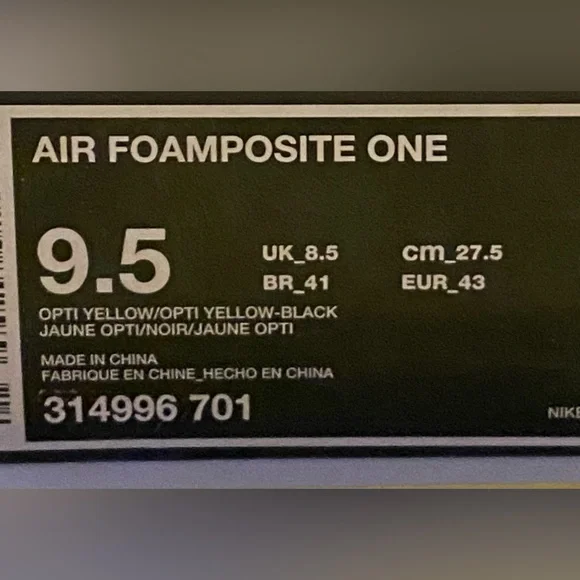 AIR FOAMPOSITE ONE
9.5
UK_8.5 cm_27.5
BR_41 EUR_43
OPTI YELLOW/OPTI YELLOW-BLACK
JAUNE OPTI/NOIR/JAUNE OPTI
MADE IN CHINA
FABRIQUE EN CHINE_HECHO EN CHINA
314996 701
NIKE